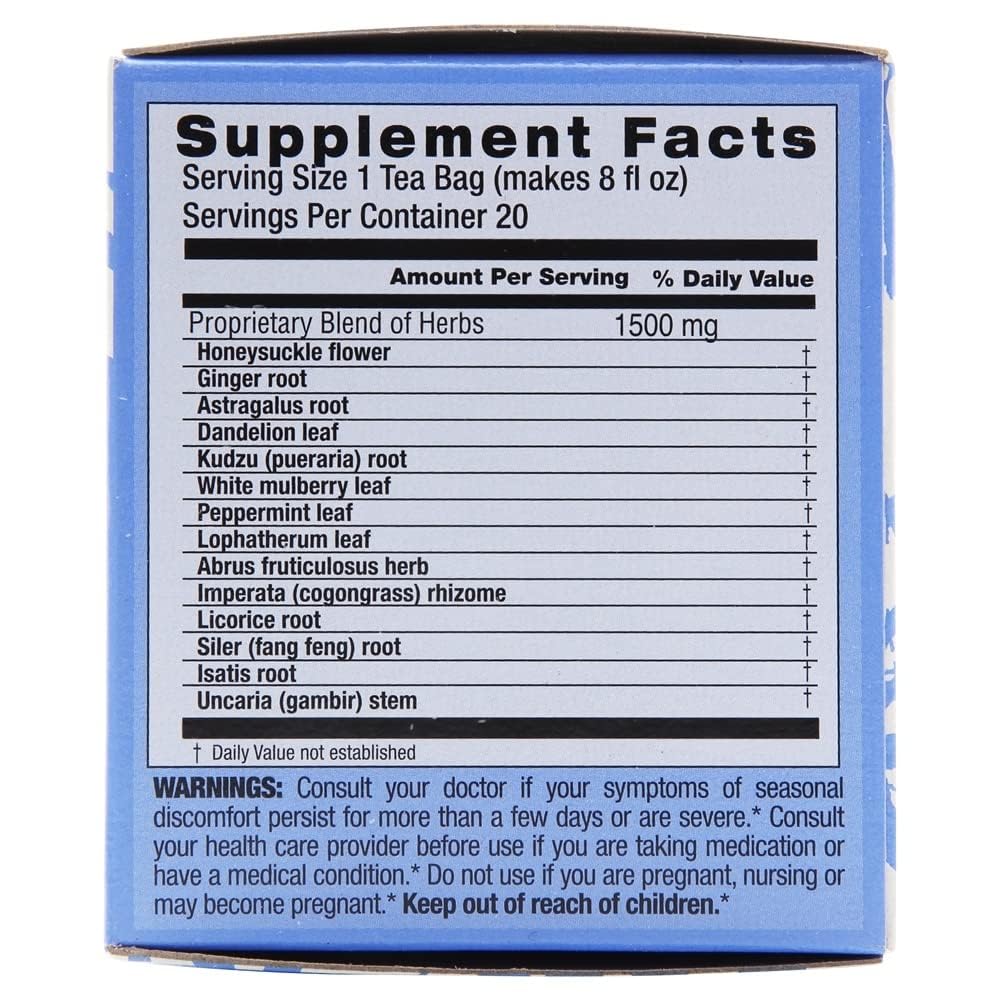 Supplement Facts
Serving Size 1 Tea Bag (makes 8 fl oz)
Servings Per Container 20
Amount Per Serving % Daily Value
Proprietary Blend of Herbs 1500 mg
Honeysuckle flower †
Ginger root †
Astragalus root †
Dandelion leaf †
Kudzu (pueraria) root †
White mulberry leaf †
Peppermint leaf †
Lophatherum leaf †
Abrus fruticulosus herb †
Imperata (cogongrass) rhizome †
Licorice root †
Siler (fang feng) root †
Isatis root †
Uncaria (gambir) stem †
† Daily Value not established
WARNINGS: Consult your doctor if your symptoms of seasonal
discomfort persist for more than a few days or are severe.* Consult
your health care provider before use if you are taking medication or
have a medical condition.* Do not use if you are pregnant, nursing or
may become pregnant.* Keep out of reach of children.*